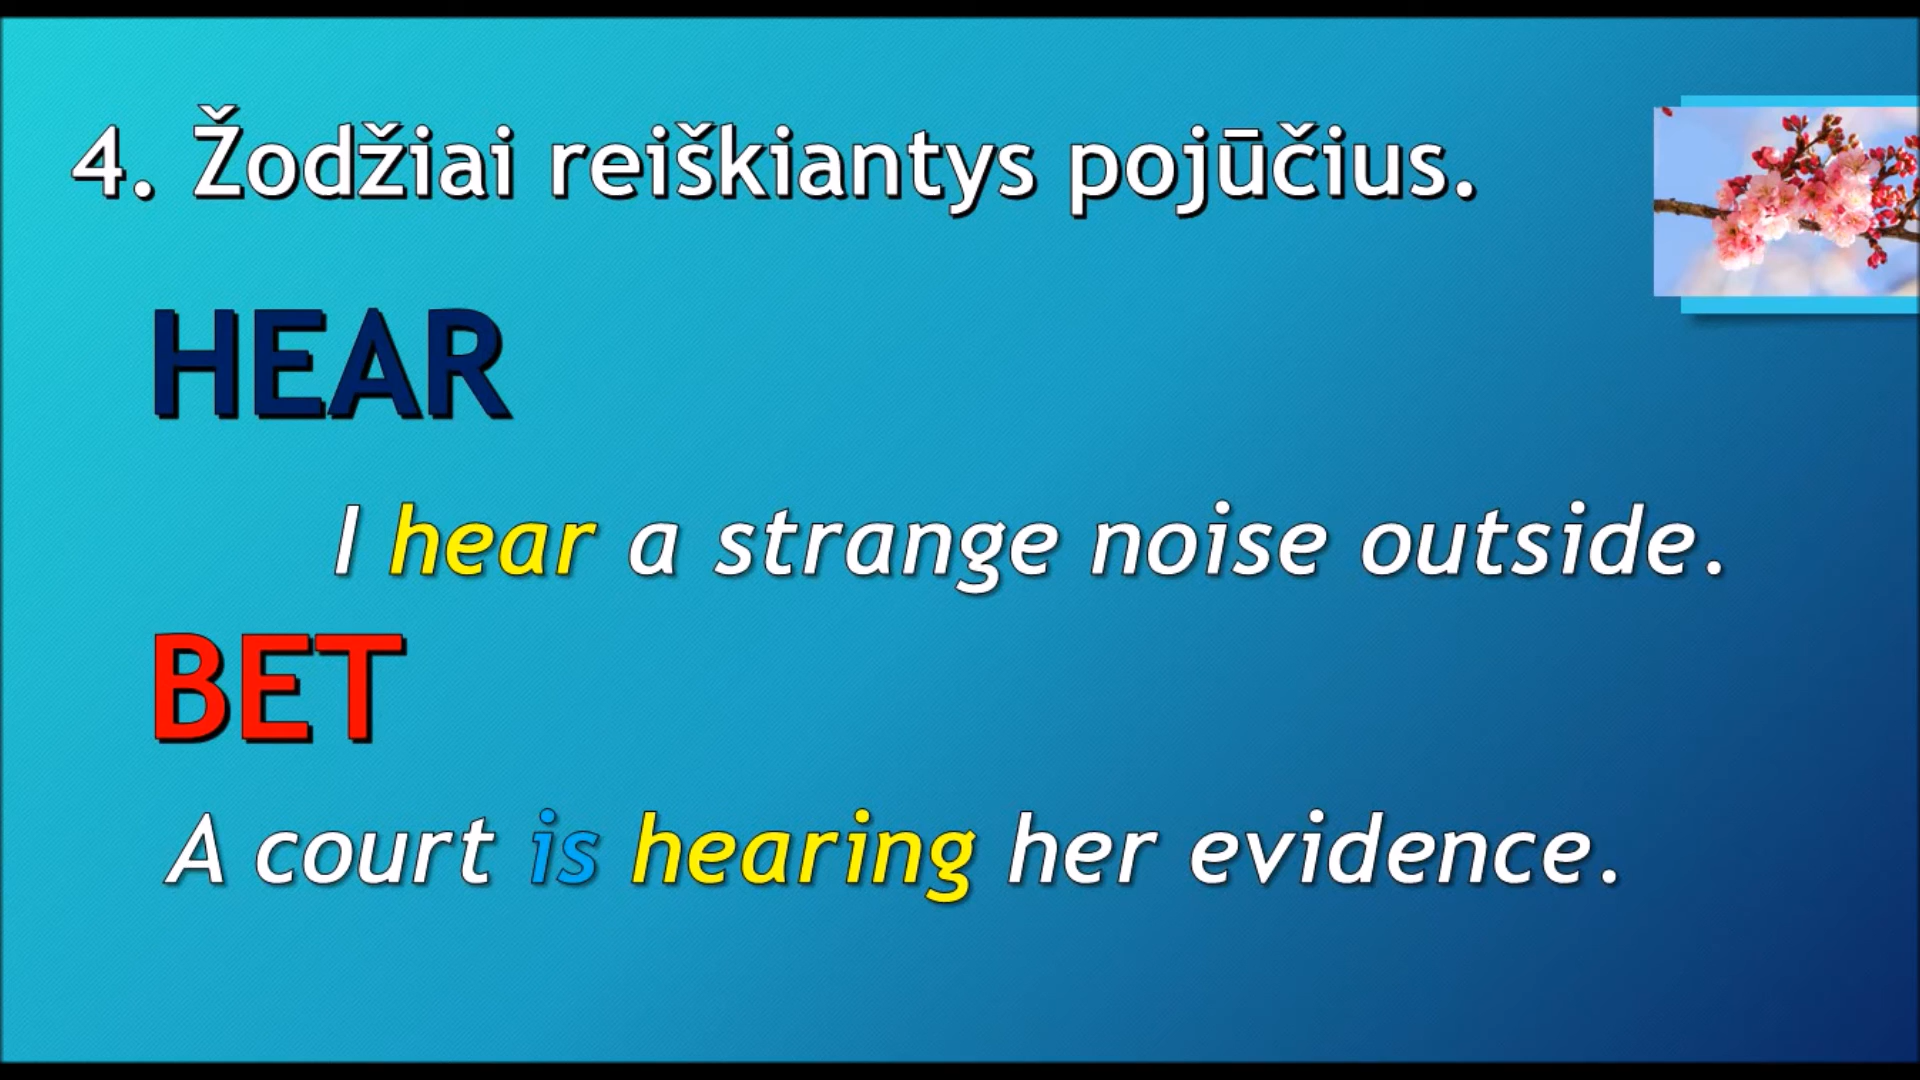 4. Žodžiai reiškiantys pojūčius.
HEAR
I hear a strange noise outside.
BET
A court is hearing her evidence.